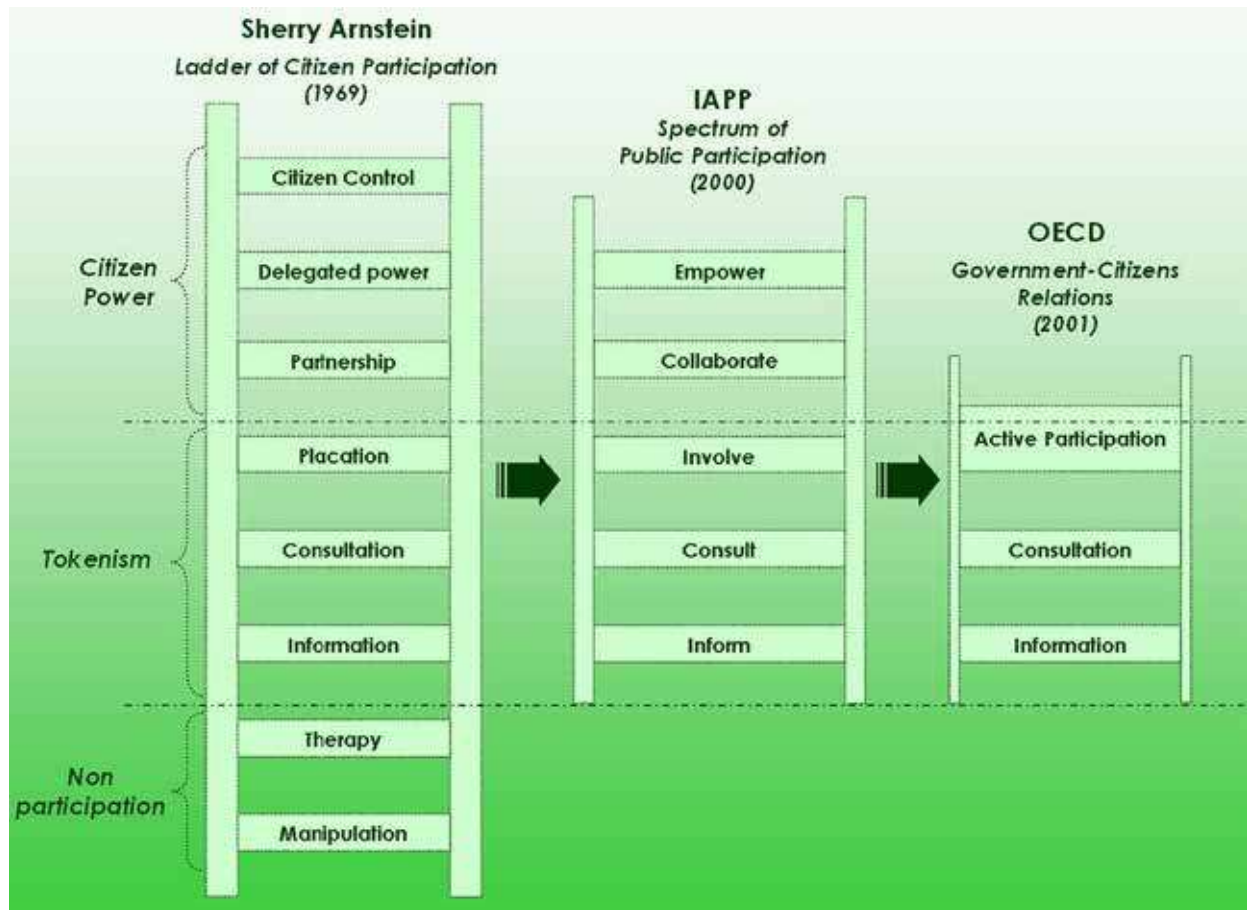 Sherry Arnstein
Ladder of Citizen Participation
(1969)
Citizen Power
Citizen Control
Delegated power
Partnership
Tokenism
Placation
Consultation
Information
Non
participation
Therapy
Manipulation
IAPP
Spectrum of
Public Participation
(2000)
Empower
Collaborate
Involve
Consult
Inform
OECD
Government-Citizens
Relations
(2001)
Active Participation
Consultation
Information